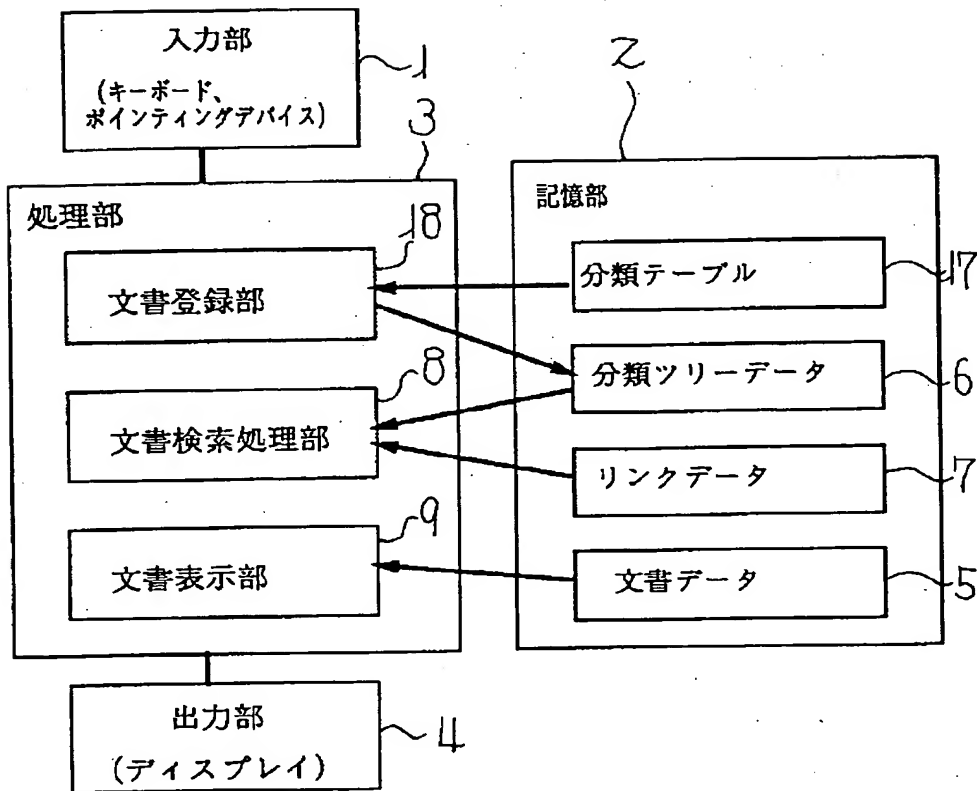 入力部
(キーボード、
ポインティングデバイス)
1
2
3
処理部
18
文書登録部
8
文書検索処理部
9
文書表示部
記憶部
分類テーブル
17
分類ツリーデータ
6
リンクデータ
7
文書データ
5
出力部
(ディスプレイ)
4